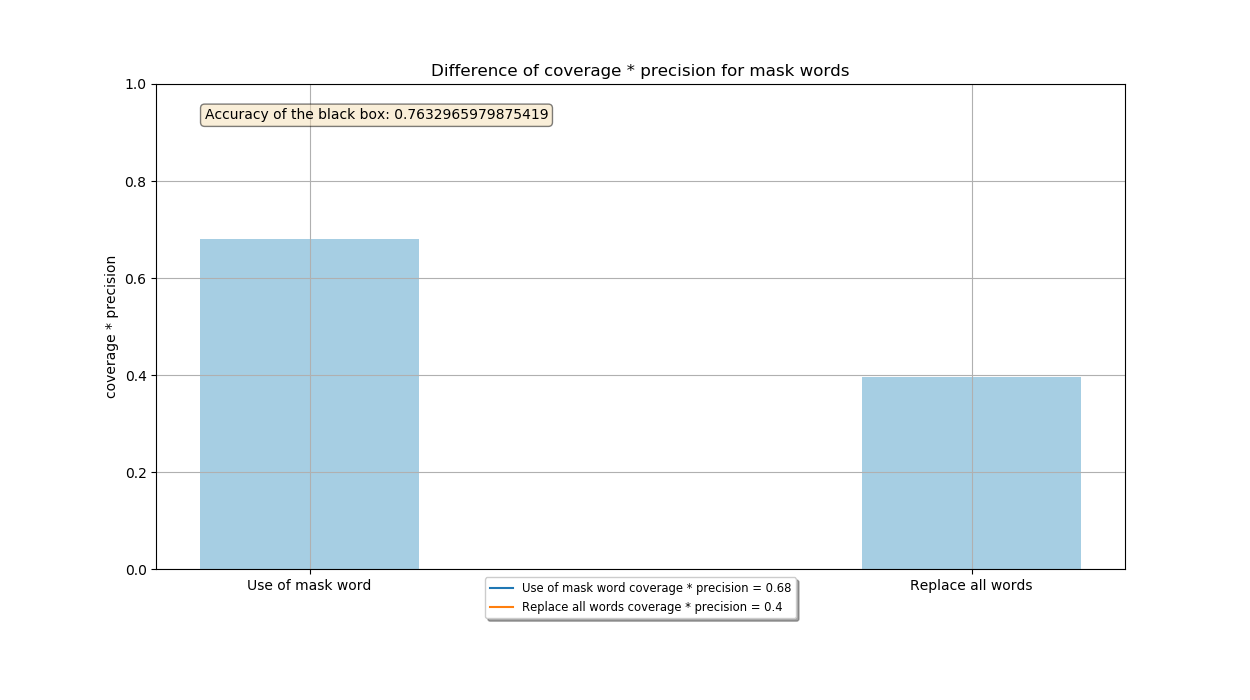 Difference of coverage * precision for mask words
1.0
Accuracy of the black box: 0.7632965979875419
0.8
0.6
coverage * precision
0.4
0.2
0.0
Use of mask word
Replace all words
Use of mask word coverage * precision = 0.68
Replace all words coverage * precision = 0.4